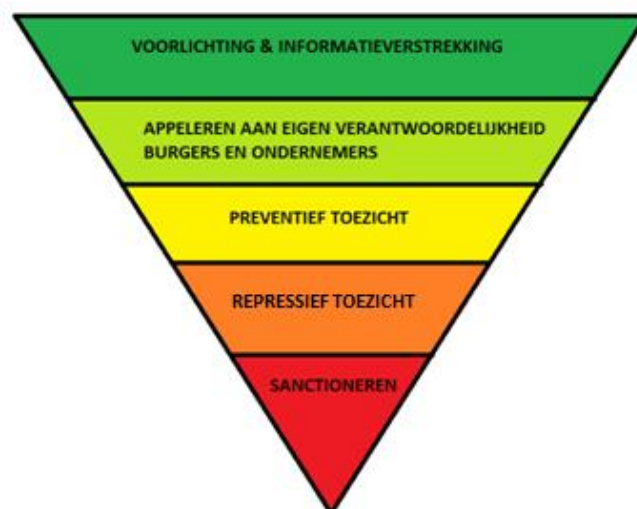 VOORLICHTING & INFORMATIEVERSTREKKING
APPELEREN AAN EIGEN VERANTWOORDELIJKHEID
BURGERS EN ONDERNEMERS
PREVENTIEF TOEZICHT
REPRESSIEF TOEZICHT
SANCTIONEREN